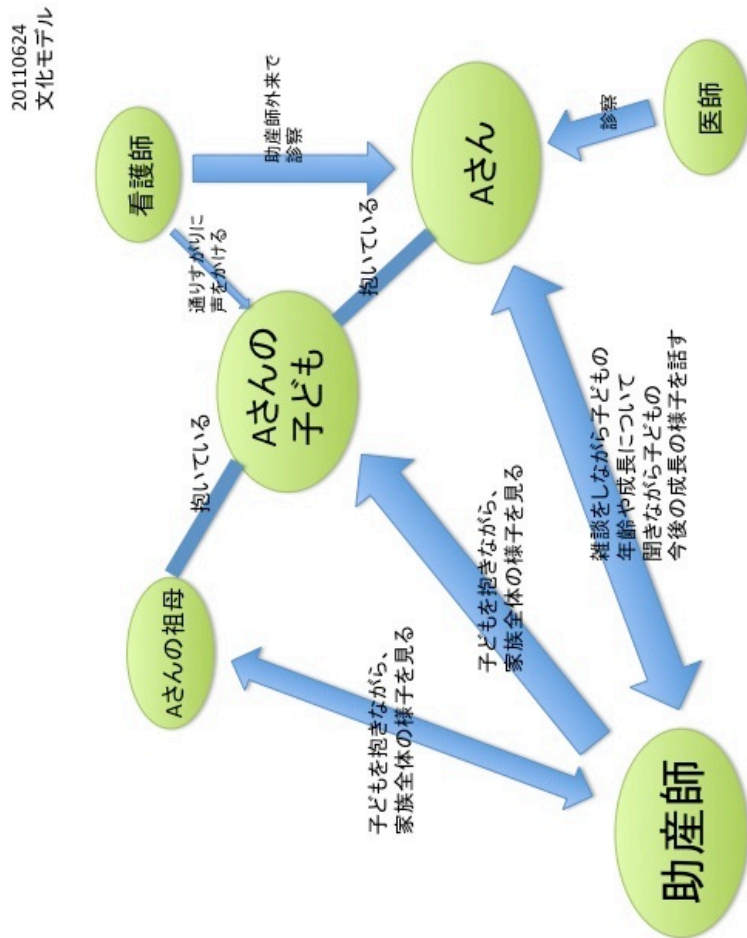 20110624
文化モデル
看護師
助産師外来で
診察
通りすがりに
声をかける
Aさん
診察
医師
抱いている
Aさんの
子ども
抱いている
Aさんの祖母
子どもを抱きながら、
家族全体の様子を見る
子どもを抱きながら、
家族全体の様子を見る
雑談をしながら子どもの
年齢や成長について
聞きながら子どもの
今後の成長の様子を話す
助産師